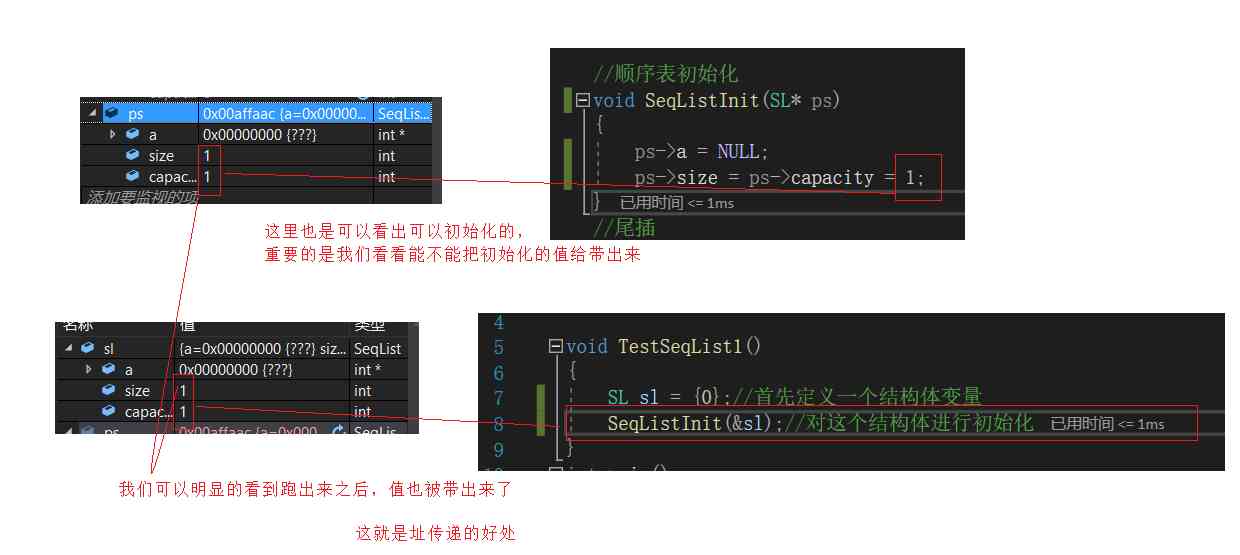 ps 0x00affaac {a=0x00000... SeqLis...
a 0x00000000 {???} int *
size 1 int
capac... 1 int
添加要监视的项
//顺序表初始化
void SeqListInit(SL* ps)
{
ps->a = NULL;
ps->size = ps->capacity = 1;
} 已用时间 <= 1ms
//尾插
这里也是可以看出可以初始化的，
重要的是我们看看能不能把初始化的值给带出来
名称 值 类型
sl {a=0x00000000 {???} siz... SeqList
a 0x00000000 {???} int *
size 1 int
capac... 1 int
ps 0x00affaac {a=0x000 SeqLis
4
5 void TestSeqList1()
6 {
7 SL sl = {0};//首先定义一个结构体变量
8 SeqListInit(&sl);//对这个结构体进行初始化 已用时间 <= 1ms
9 }
我们可以明显的看到跑出来之后，值也被带出来了
这就是址传递的好处